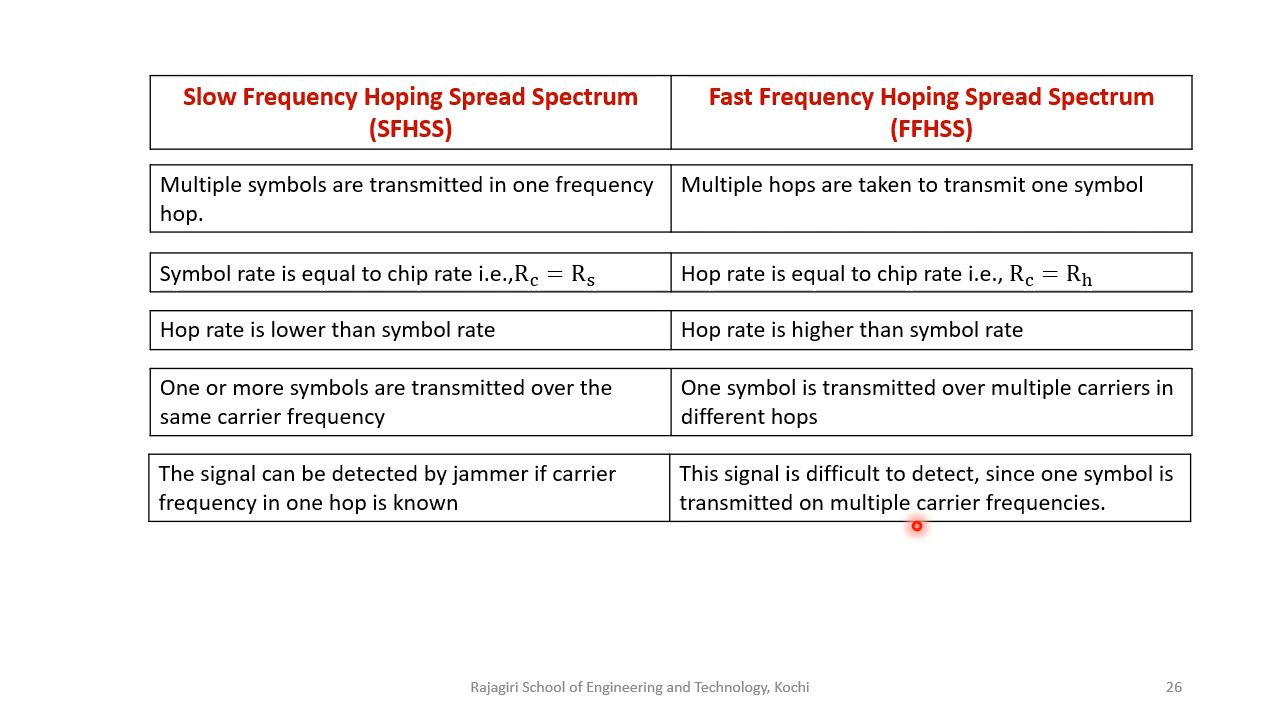 Slow Frequency Hoping Spread Spectrum
(SFHSS)
Fast Frequency Hoping Spread Spectrum
(FFHSS)
Multiple symbols are transmitted in one frequency
hop.
Multiple hops are taken to transmit one symbol
Symbol rate is equal to chip rate i.e.,R_c = R_s
Hop rate is equal to chip rate i.e., R_c = R_h
Hop rate is lower than symbol rate
Hop rate is higher than symbol rate
One or more symbols are transmitted over the
same carrier frequency
One symbol is transmitted over multiple carriers in
different hops
The signal can be detected by jammer if carrier
frequency in one hop is known
This signal is difficult to detect, since one symbol is
transmitted on multiple carrier frequencies.
Rajagiri School of Engineering and Technology, Kochi
26